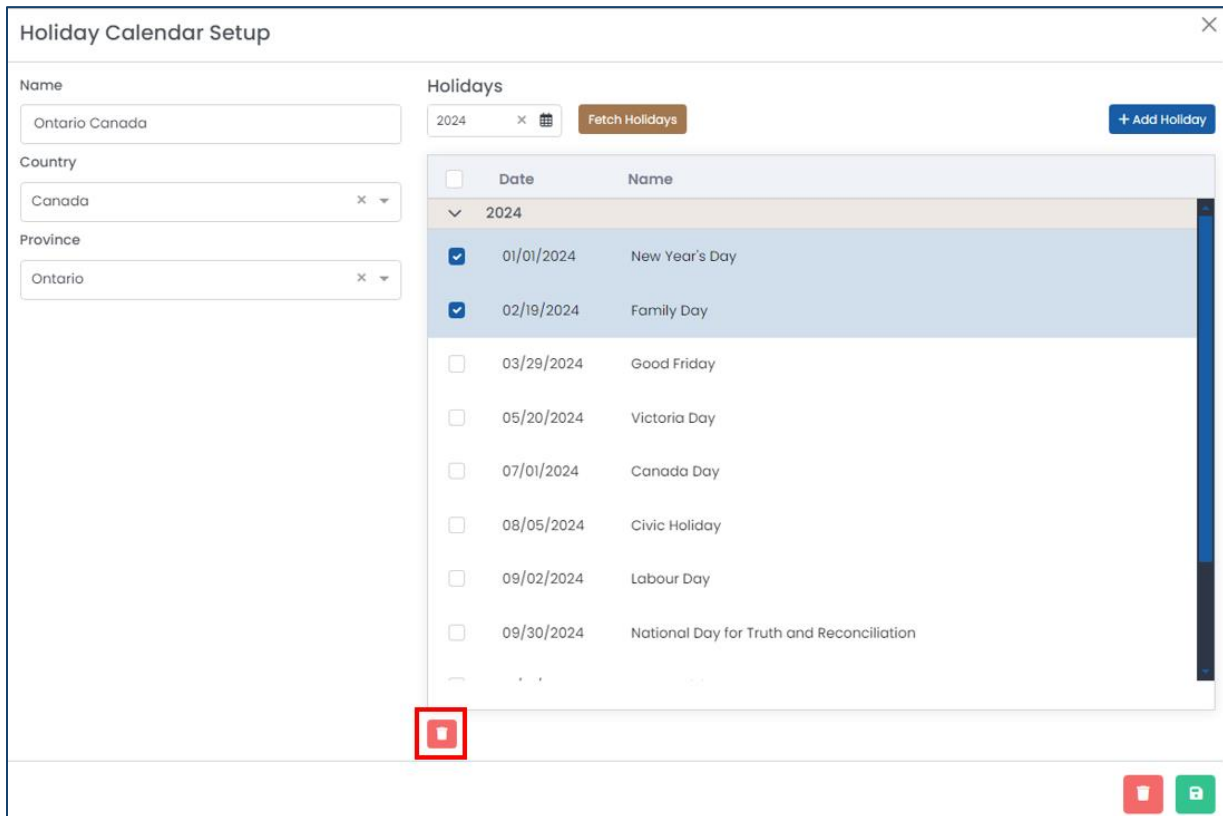 Holiday Calendar Setup
Name
Ontario Canada
Country
Canada
Province
Ontario
Holidays
2024 Fetch Holidays + Add Holiday
Date Name
2024
01/01/2024 New Year's Day
02/19/2024 Family Day
03/29/2024 Good Friday
05/20/2024 Victoria Day
07/01/2024 Canada Day
08/05/2024 Civic Holiday
09/02/2024 Labour Day
09/30/2024 National Day for Truth and Reconciliation